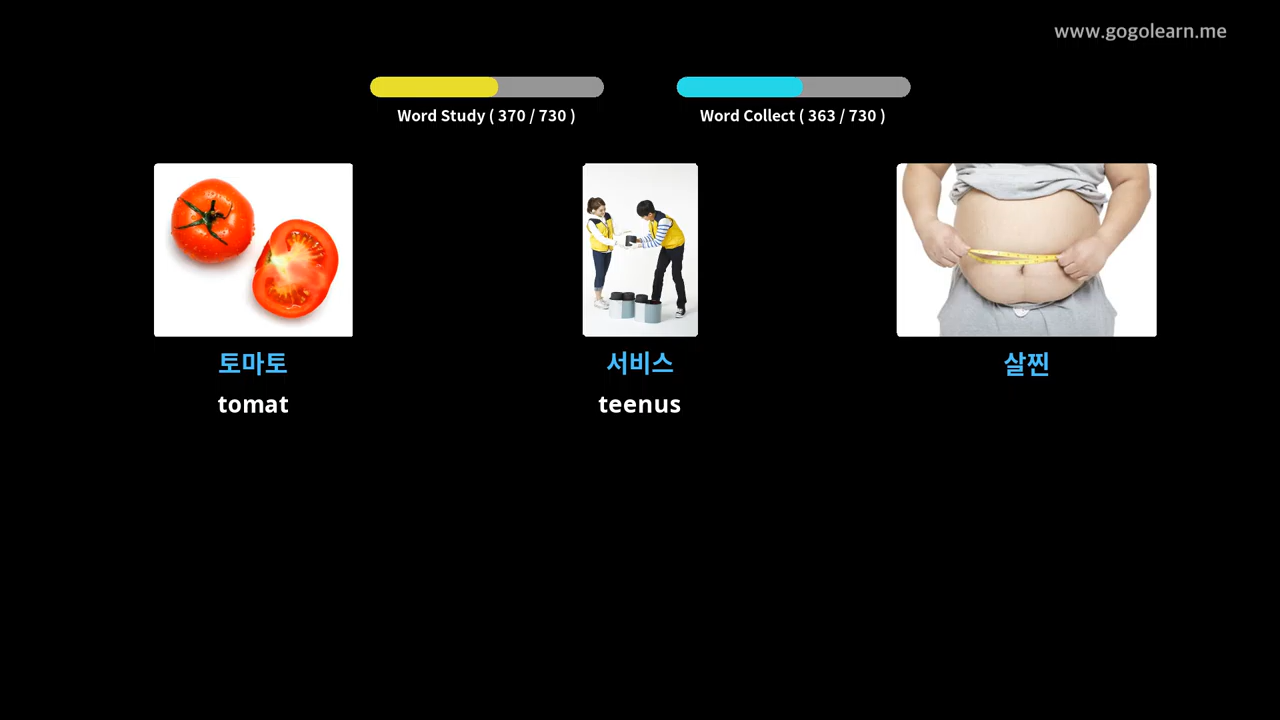 www.gogolearn.me
Word Study ( 370 / 730 )
Word Collect ( 363 / 730 )
토마토
서비스
살찐
tomat
teenus